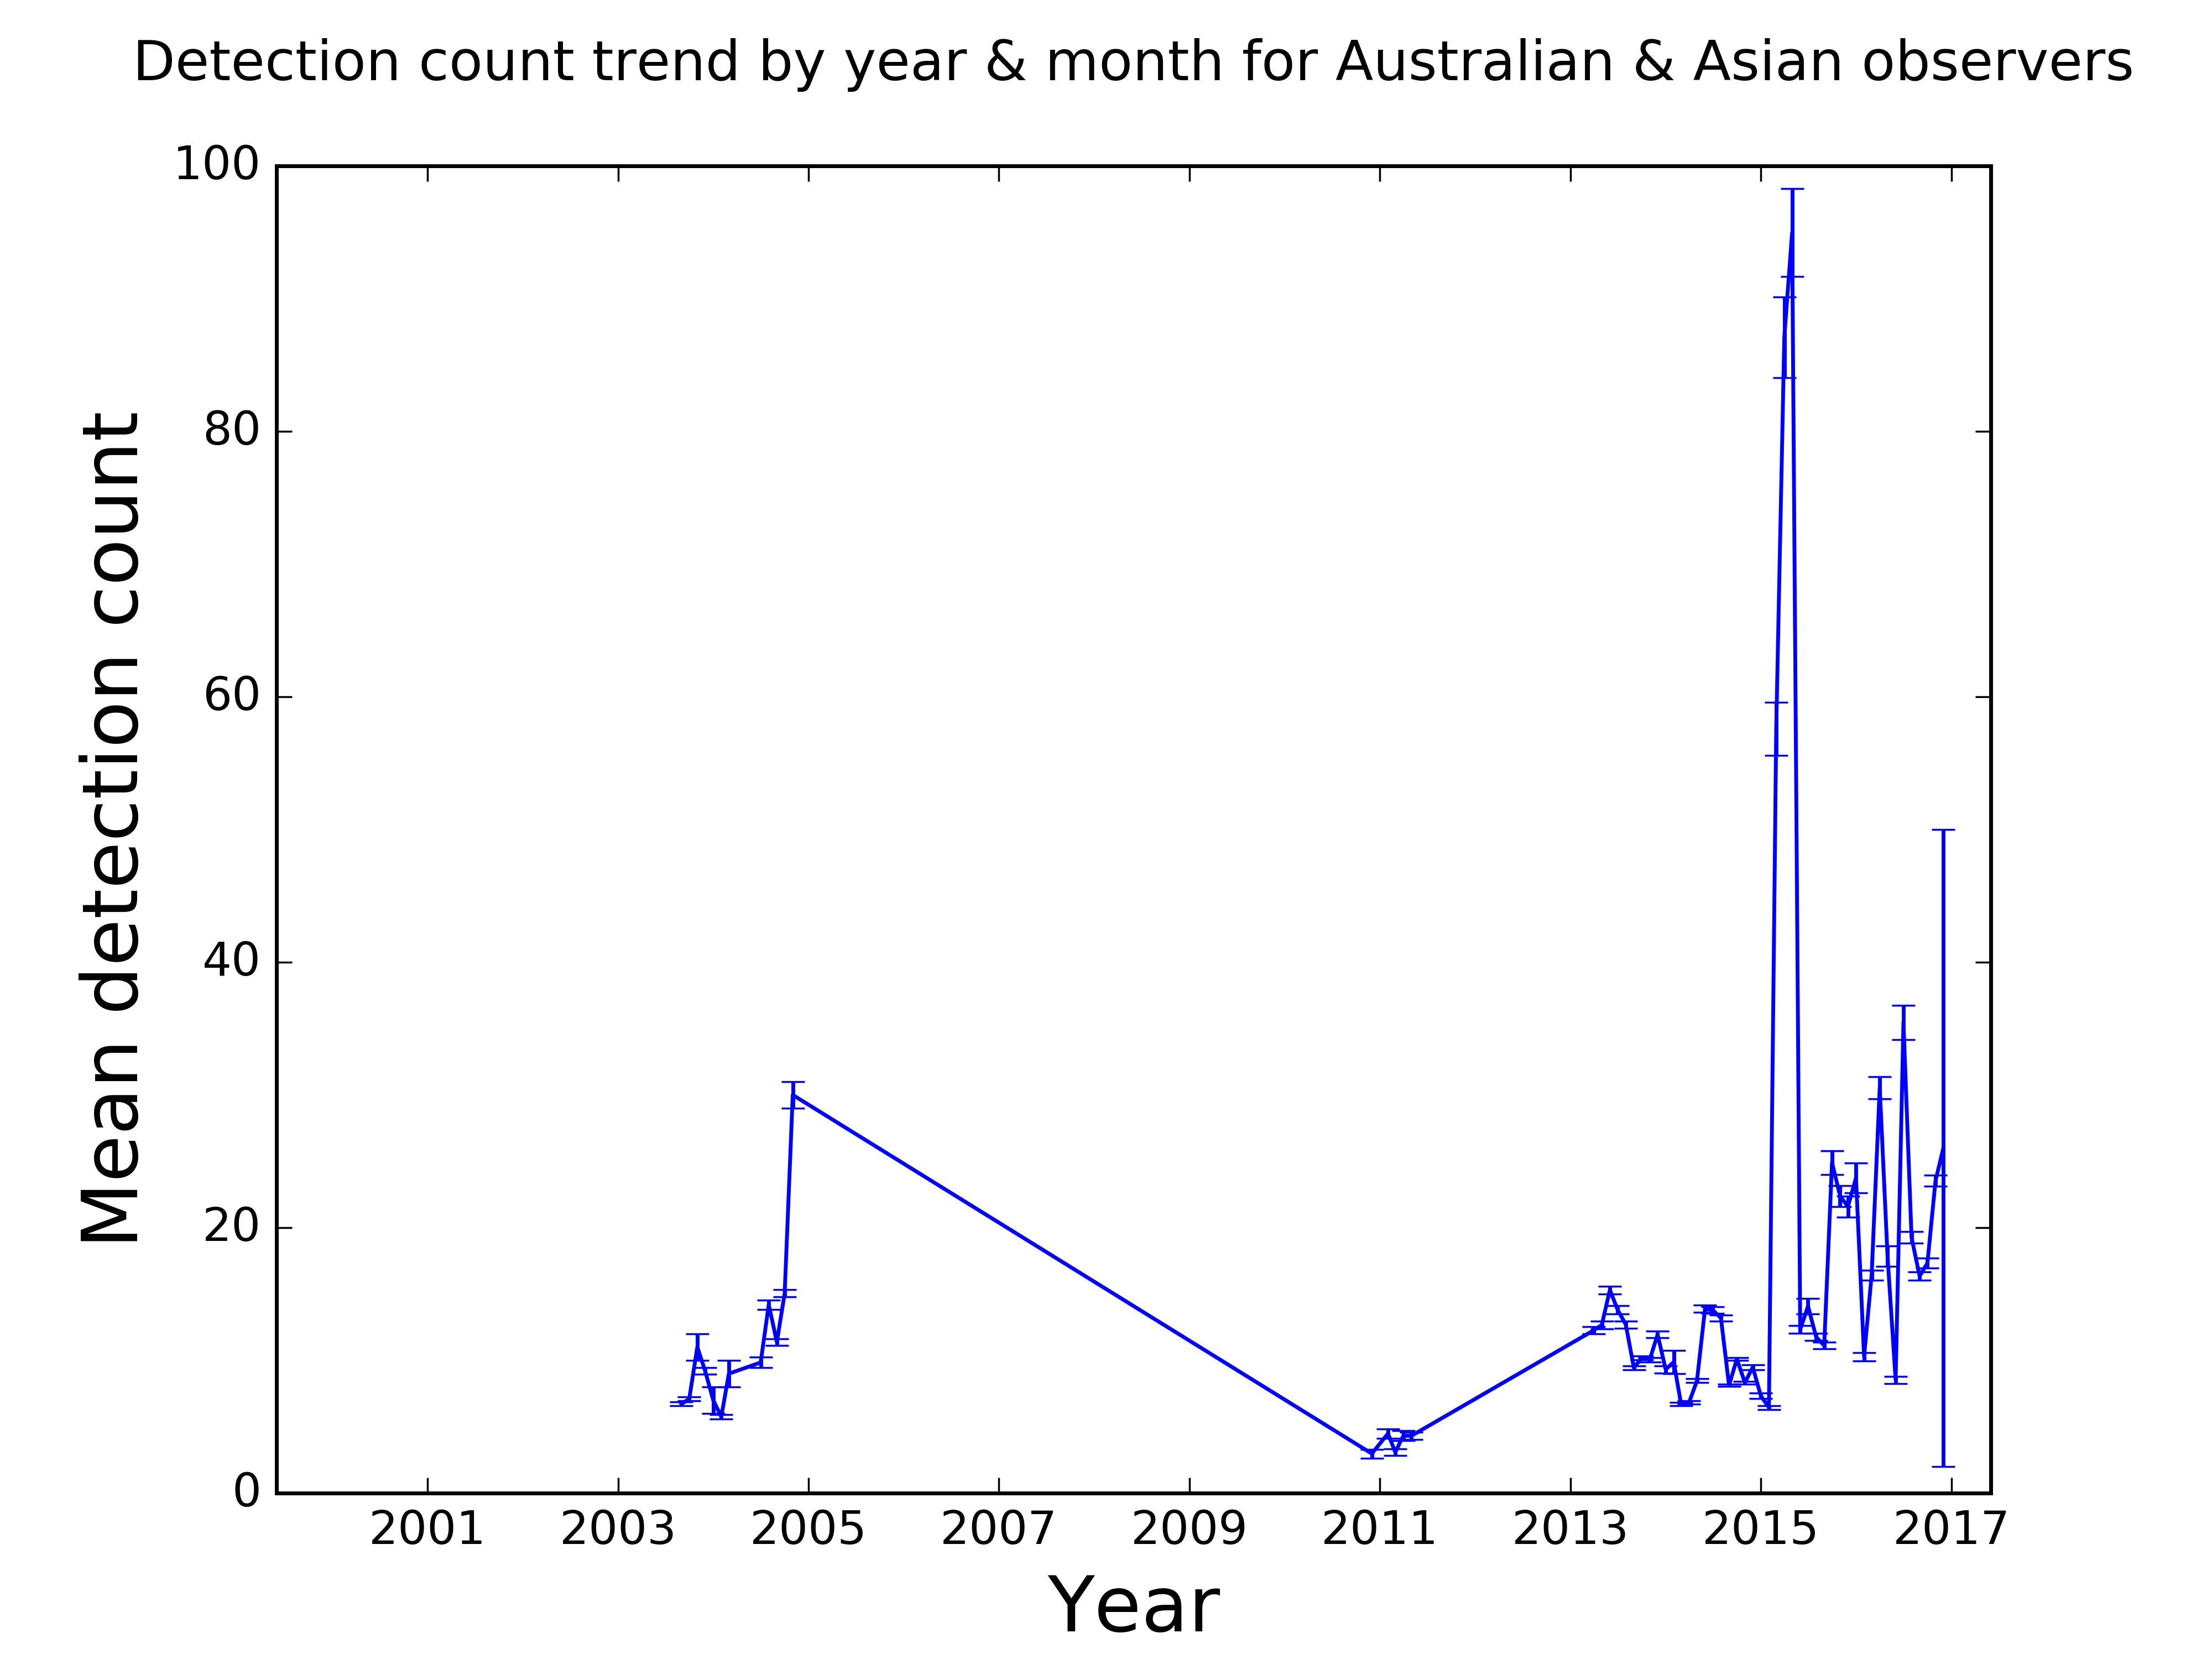 Detection count trend by year & month for Australian & Asian observers
100
80
60
40
20
0
Mean detection count
2001 2003 2005 2007 2009 2011 2013 2015 2017
Year